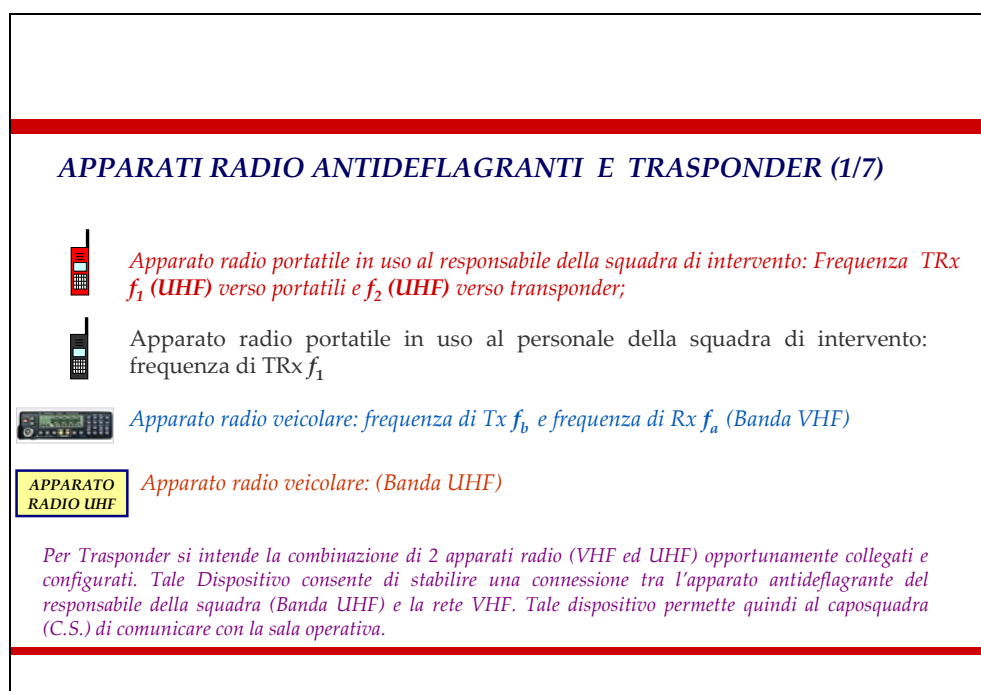 APPARATI RADIO ANTIDEFLAGRANTI E TRASPONDER (1/7)
Apparato radio portatile in uso al responsabile della squadra di intervento: Frequenza TRx
f1 (UHF) verso portatili e f2 (UHF) verso transponder;
Apparato radio portatile in uso al personale della squadra di intervento:
frequenza di TRx f1
Apparato radio veicolare: frequenza di Tx fb e frequenza di Rx fa (Banda VHF)
APPARATO
RADIO UHF
Apparato radio veicolare: (Banda UHF)
Per Trasponder si intende la combinazione di 2 apparati radio (VHF ed UHF) opportunamente collegati e
configurati. Tale Dispositivo consente di stabilire una connessione tra l’apparato antideflagrante del
responsabile della squadra (Banda UHF) e la rete VHF. Tale dispositivo permette quindi al caposquadra
(C.S.) di comunicare con la sala operativa.